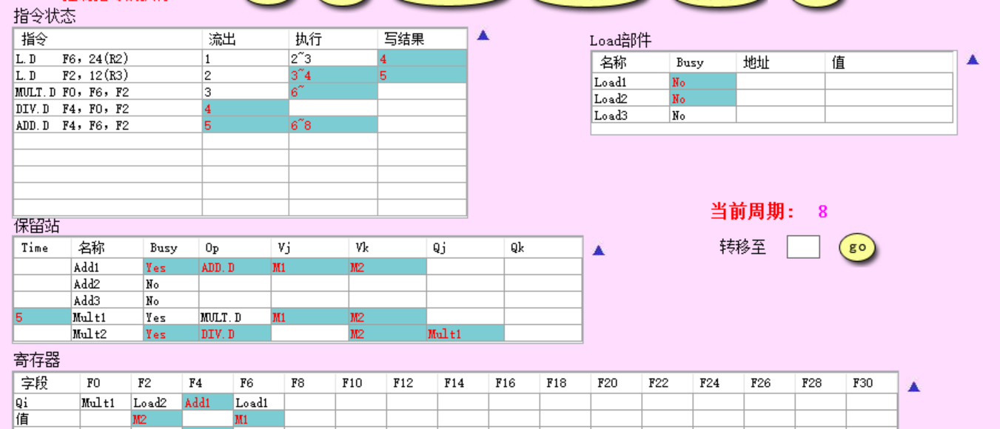 指令状态
指令 流出 执行 写结果
L.D F6, 24(R2) 1 2~3 4
L.D F2, 12(R3) 2 3~4 5
MULT.D F0, F6, F2 3 6~
DIV.D F4, F0, F2 4
ADD.D F4, F6, F2 5 6~8
Load部件
名称 Busy 地址 值
Load1 No
Load2 No
Load3 No
当前周期: 8
转移至 go
保留站
Time 名称 Busy Op Vj Vk Qj Qk
Add1 Yes ADD.D M1 M2
Add2 No
Add3 No
5 Mult1 Yes MULT.D M1 M2
Mult2 Yes DIV.D M2 Mult1
寄存器
字段 F0 F2 F4 F6 F8 F10 F12 F14 F16 F18 F20 F22 F24 F26 F28 F30
Qi Mult1 Load2 Add1 Load1
值 M2 M1